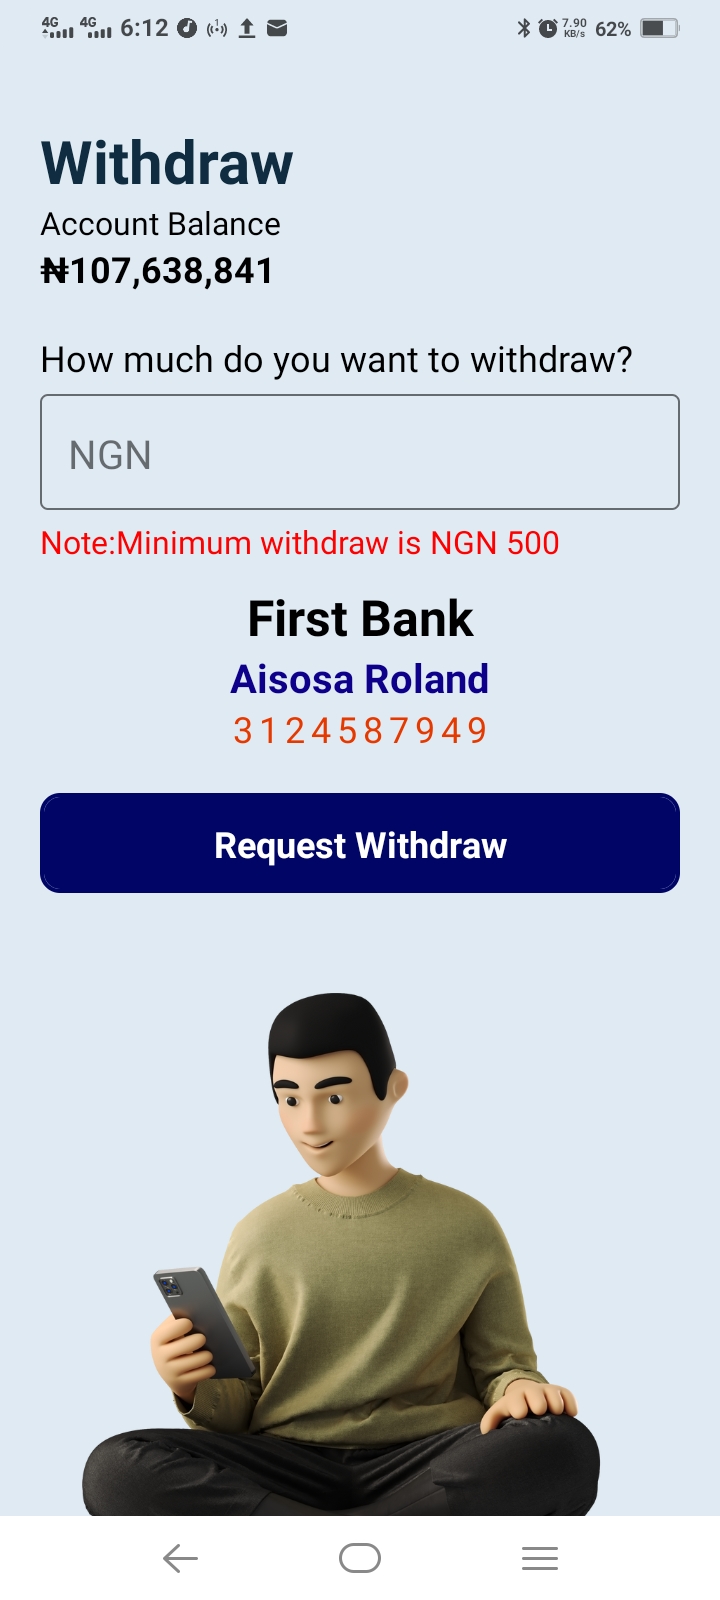 4G 4G 6:12 7.90 KB/s 62%
Withdraw
Account Balance
₦107,638,841
How much do you want to withdraw?
NGN
Note:Minimum withdraw is NGN 500
First Bank
Aisosa Roland
3124587949
Request Withdraw